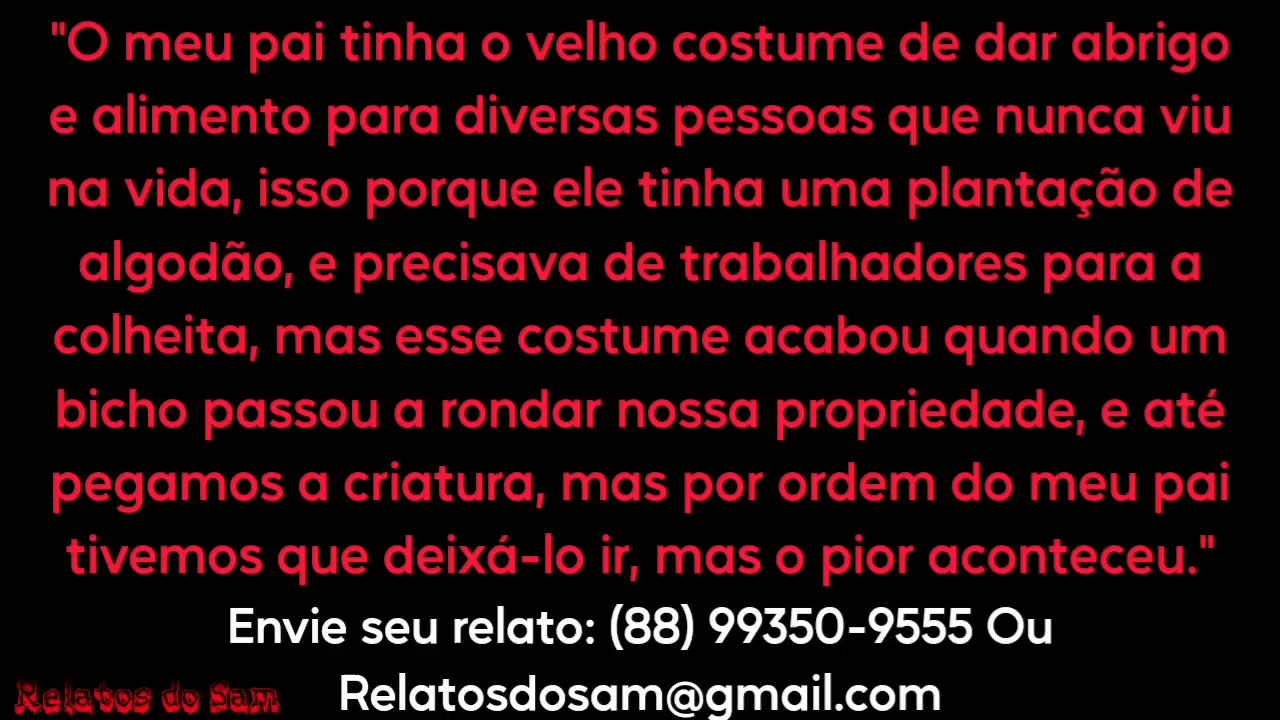 "O meu pai tinha o velho costume de dar abrigo
e alimento para diversas pessoas que nunca viu
na vida, isso porque ele tinha uma plantação de
algodão, e precisava de trabalhadores para a
colheita, mas esse costume acabou quando um
bicho passou a rondar nossa propriedade, e até
pegamos a criatura, mas por ordem do meu pai
tivemos que deixá-lo ir, mas o pior aconteceu."
Envie seu relato: (88) 99350-9555 Ou
Relatosdosam@gmail.com
Relatos do Sam